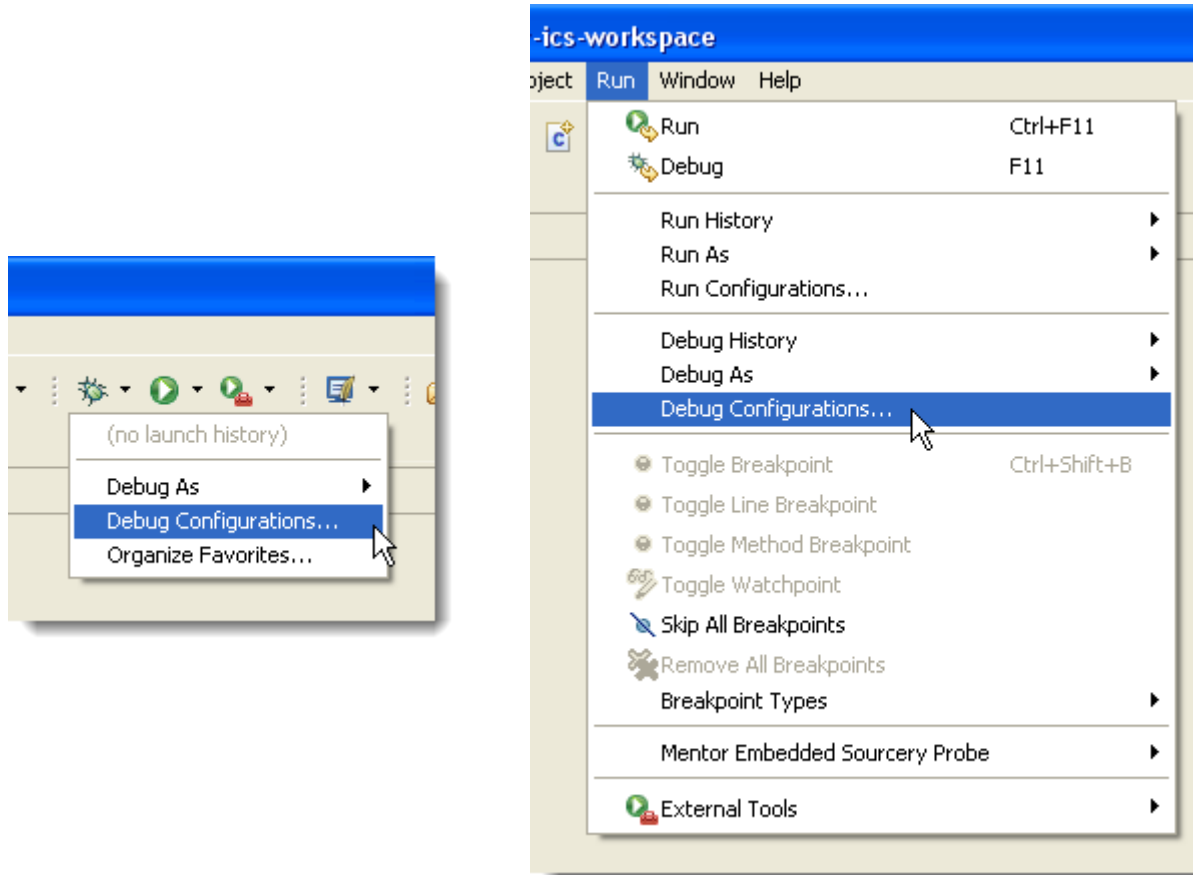 (no launch history)
Debug As
Debug Configurations...
Organize Favorites...
-ics-workspace
oject Run Window Help
Run Ctrl+F11
Debug F11
Run History
Run As
Run Configurations...
Debug History
Debug As
Debug Configurations...
Toggle Breakpoint Ctrl+Shift+B
Toggle Line Breakpoint
Toggle Method Breakpoint
Toggle Watchpoint
Skip All Breakpoints
Remove All Breakpoints
Breakpoint Types
Mentor Embedded Sourcery Probe
External Tools